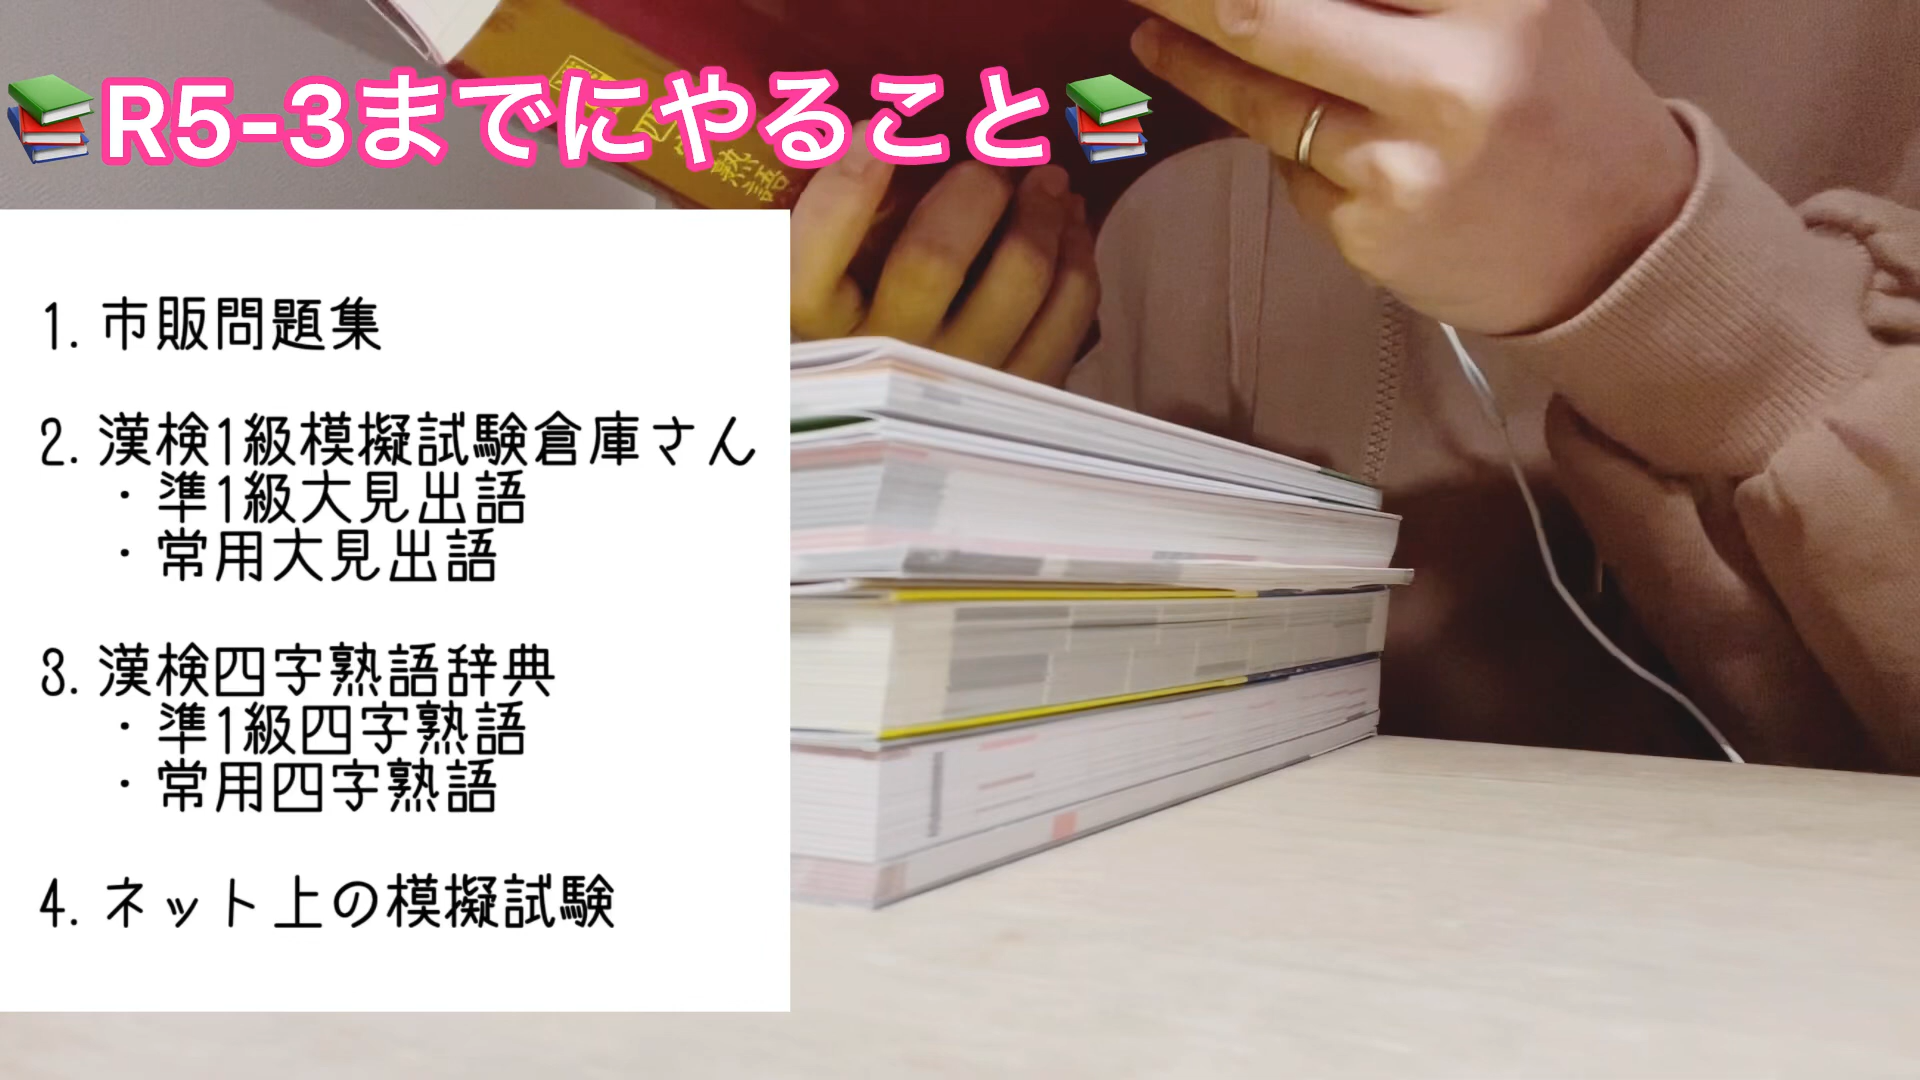 📚R5-3までにやること📚
1. 市販問題集
2. 漢検1級模擬試験倉庫さん
・準1級大見出語
・常用大見出語
3. 漢検四字熟語辞典
・準1級四字熟語
・常用四字熟語
4. ネット上の模擬試験
熟語